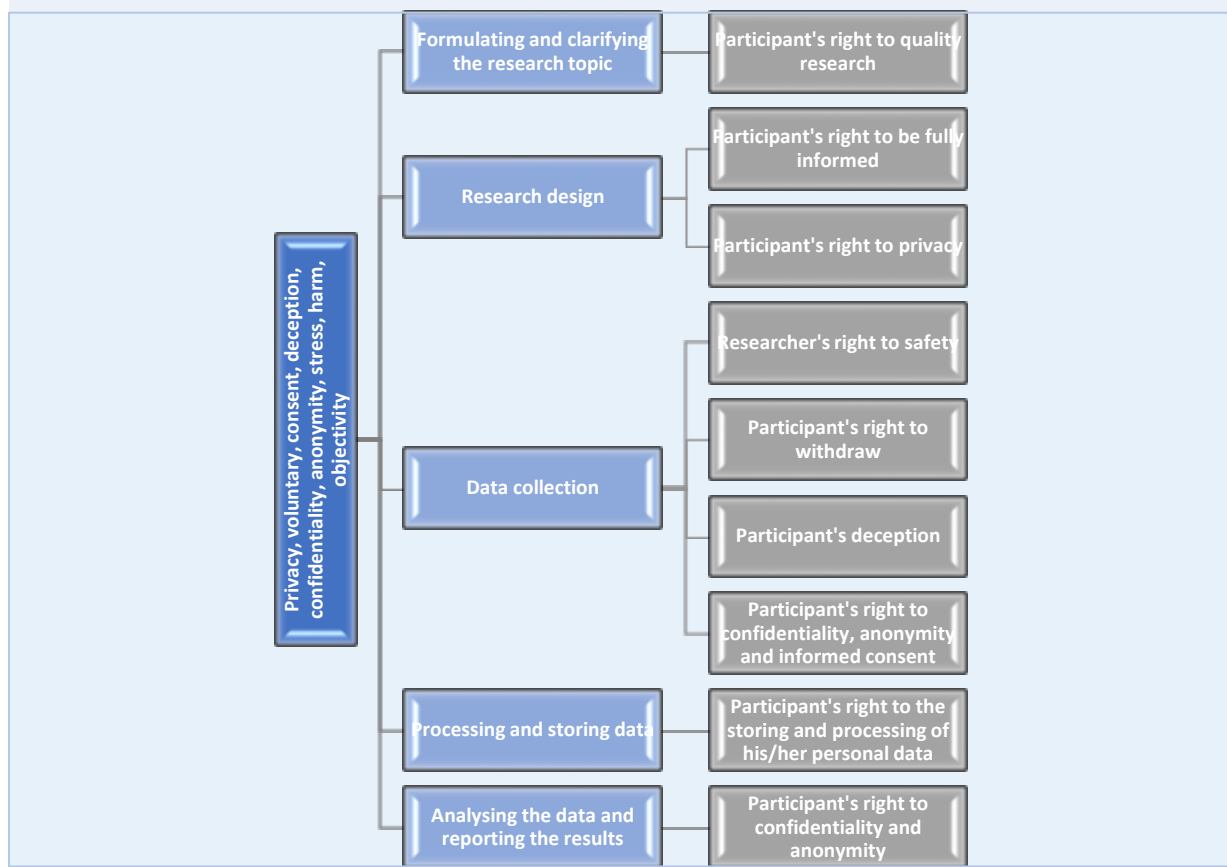 Privacy, voluntary, consent, deception,
confidentiality, anonymity, stress, harm,
objectivity
Formulating and clarifying
the research topic
Participant's right to quality
research
Research design
Participant's right to be fully
informed
Participant's right to privacy
Data collection
Researcher's right to safety
Participant's right to
withdraw
Participant's deception
Participant's right to
confidentiality, anonymity
and informed consent
Processing and storing data
Participant's right to the
storing and processing of
his/her personal data
Analysing the data and
reporting the results
Participant's right to
confidentiality and
anonymity